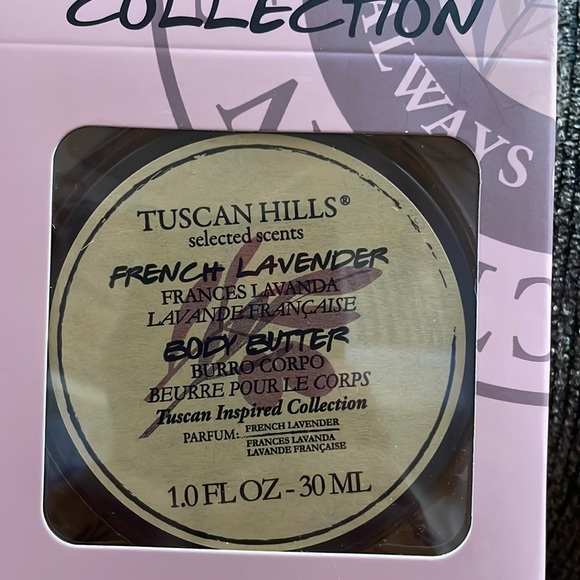 COLLECTION
ALWAYS
TUSCAN HILLS®
selected scents
FRENCH LAVENDER
FRANCES LAVANDA
LAVANDE FRANÇAISE
BODY BUTTER
BURRO CORPO
BEURRE POUR LE CORPS
Tuscan Inspired Collection
PARFUM: FRENCH LAVENDER
FRANCES LAVANDA
LAVANDE FRANÇAISE
1.0 FL OZ - 30 ML